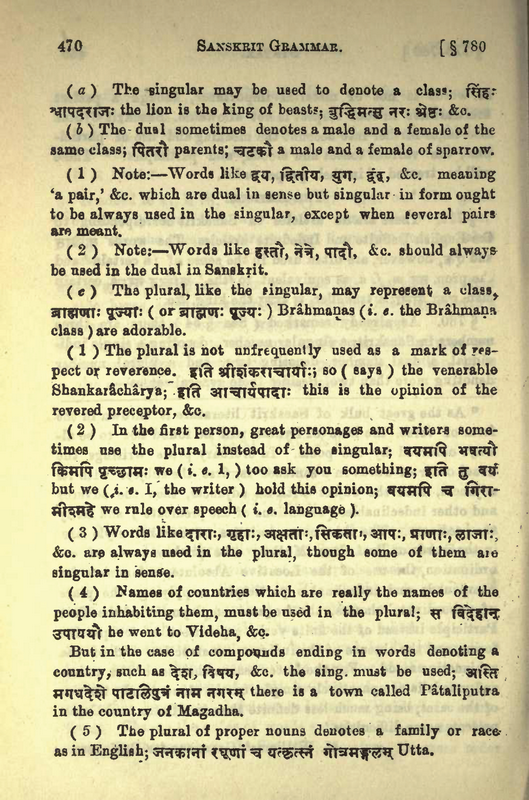 470 SANSKRIT GRAMMAR. [ § 780
( a ) The singular may be used to denote a class; सिंहः
श्वापदराजः the lion is the king of beasts; बुद्धिमत्सु नरः श्रेष्ठः &c.
( b ) The dual sometimes denotes a male and a female of the
same class; पितरौ parents; चटकौ a male and a female of sparrow.
( 1 ) Note:—Words like द्वय, द्वितीय, युग, द्वंद्व, &c. meaning
‘a pair,’ &c. which are dual in sense but singular in form ought
to be always used in the singular, except when several pairs
are meant.
( 2 ) Note:—Words like हस्तौ, नेत्रे, पादौ, &c. should always
be used in the dual in Sanskṛit.
( c ) The plural, like the singular, may represent a class,
ब्राह्मणाः पूज्याः ( or ब्राह्मणः पूज्यः ) Brâhmaṇas ( i. e. the Brâhmaṇa
class ) are adorable.
( 1 ) The plural is not unfrequently used as a mark of res-
pect or reverence. इति श्रीशंकराचार्याः; so ( says ) the venerable
Shankarâchârya; इति आचार्यपादाः this is the opinion of the
revered preceptor, &c.
( 2 ) In the first person, great personages and writers some-
times use the plural instead of the singular; वयमपि भवत्यौ
किमपि पृच्छामः we ( i. e. 1, ) too ask you something; इति तु वयं
but we ( i. e. I, the writer ) hold this opinion; वयमपि च गिरा-
मीश्महे we rule over speech ( i. e. language ).
( 3 ) Words like दाराः, गृहाः, अक्षताः, सिकताः, आपः, प्राणाः, लाजाः,
&c. are always used in the plural, though some of them are
singular in sense.
( 4 ) Names of countries which are really the names of the
people inhabiting them, must be used in the plural; स विदेहान्
उपाययौ he went to Videha, &c.
But in the case of compounds ending in words denoting a
country, such as देश, विषय, &c. the sing. must be used; अस्ति
मगधदेशे पाटलिपुत्रं नाम नगरम् there is a town called Pâtaliputra
in the country of Magadha.
( 5 ) The plural of proper nouns denotes a family or race
as in English; जनकानां रघूणां च यत्कृत्स्नं गोत्रमङ्गलम् Utta.